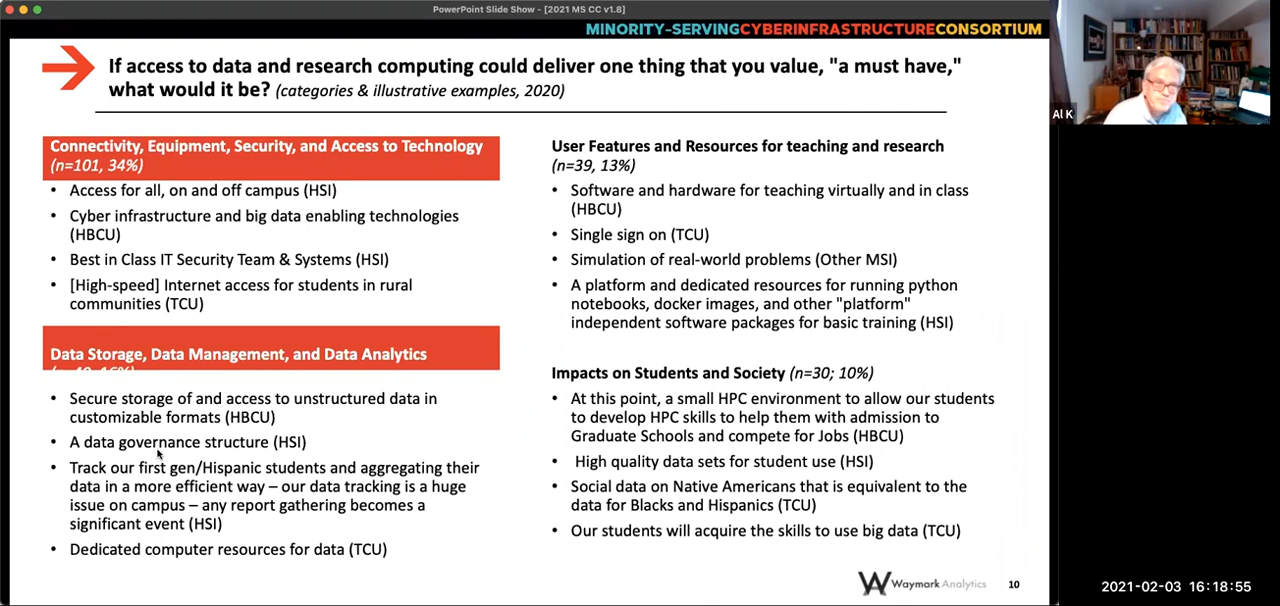 PowerPoint Slide Show - [2021 MS CC v1.8]
MINORITY-SERVINGCYBERINFRASTRUCTURECONSORTIUM
If access to data and research computing could deliver one thing that you value, "a must have,"
what would it be? (categories & illustrative examples, 2020)
Connectivity, Equipment, Security, and Access to Technology
(n=101, 34%)
• Access for all, on and off campus (HSI)
• Cyber infrastructure and big data enabling technologies
(HBCU)
• Best in Class IT Security Team & Systems (HSI)
• [High-speed] Internet access for students in rural
communities (TCU)
Data Storage, Data Management, and Data Analytics
• Secure storage of and access to unstructured data in
customizable formats (HBCU)
• A data governance structure (HSI)
• Track our first gen/Hispanic students and aggregating their
data in a more efficient way – our data tracking is a huge
issue on campus – any report gathering becomes a
significant event (HSI)
• Dedicated computer resources for data (TCU)
User Features and Resources for teaching and research
(n=39, 13%)
• Software and hardware for teaching virtually and in class
(HBCU)
• Single sign on (TCU)
• Simulation of real-world problems (Other MSI)
• A platform and dedicated resources for running python
notebooks, docker images, and other "platform"
independent software packages for basic training (HSI)
Impacts on Students and Society (n=30; 10%)
• At this point, a small HPC environment to allow our students
to develop HPC skills to help them with admission to
Graduate Schools and compete for Jobs (HBCU)
• High quality data sets for student use (HSI)
• Social data on Native Americans that is equivalent to the
data for Blacks and Hispanics (TCU)
• Our students will acquire the skills to use big data (TCU)
Waymark Analytics
10
Al K
2021-02-03 16:18:55